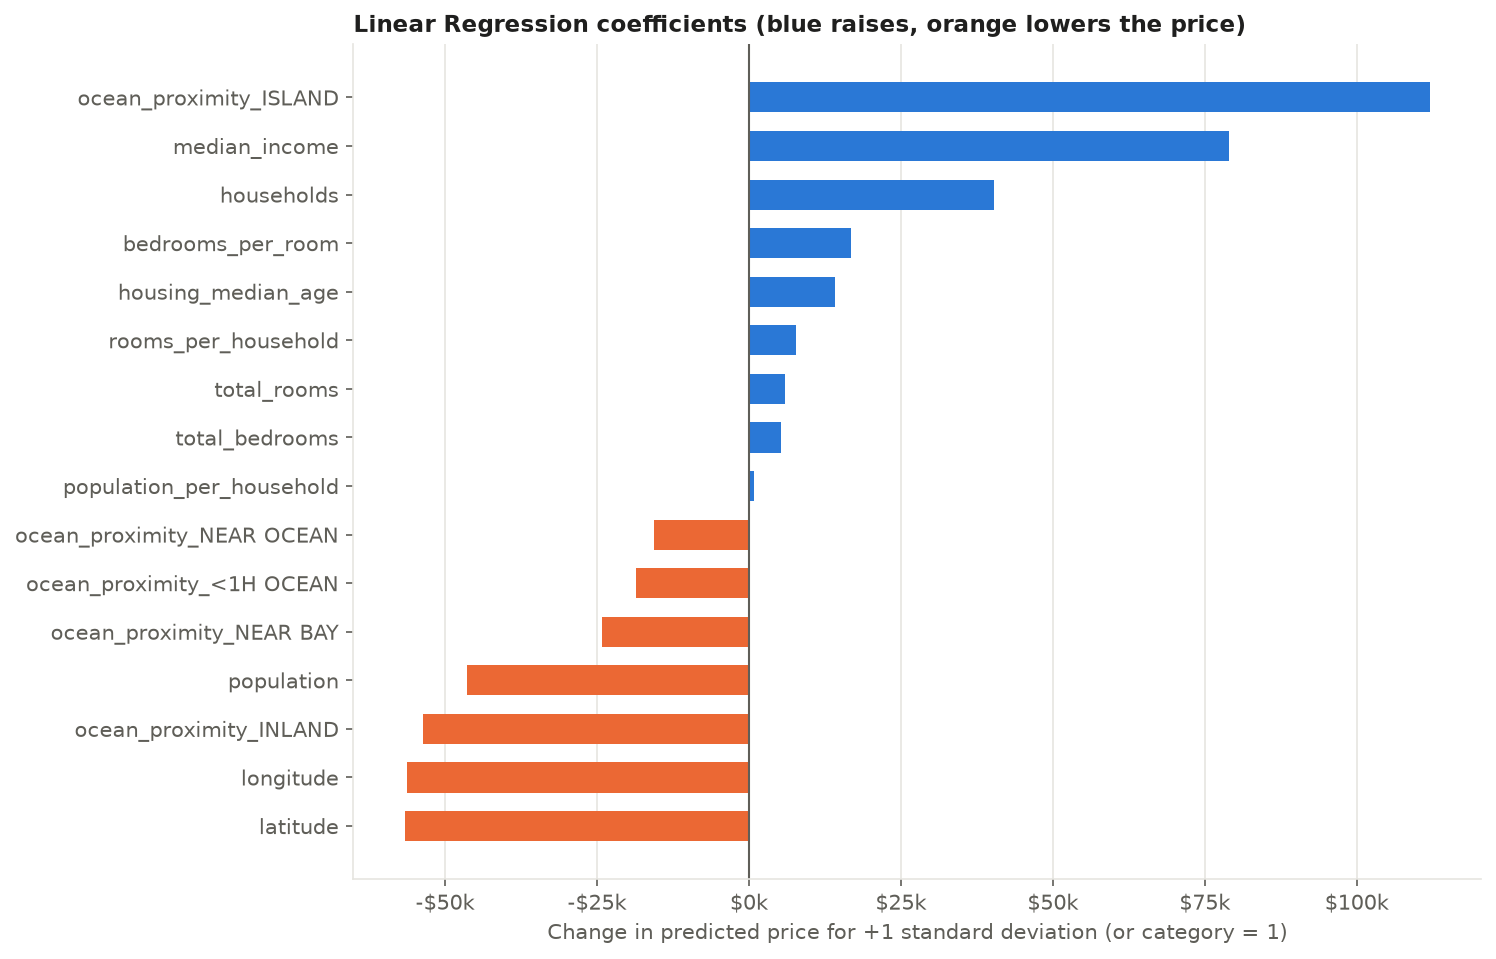 Linear Regression coefficients (blue raises, orange lowers the price)
ocean_proximity_ISLAND
median_income
households
bedrooms_per_room
housing_median_age
rooms_per_household
total_rooms
total_bedrooms
population_per_household
ocean_proximity_NEAR OCEAN
ocean_proximity_<1H OCEAN
ocean_proximity_NEAR BAY
population
ocean_proximity_INLAND
longitude
latitude
-$50k -$25k $0k $25k $50k $75k $100k
Change in predicted price for +1 standard deviation (or category = 1)